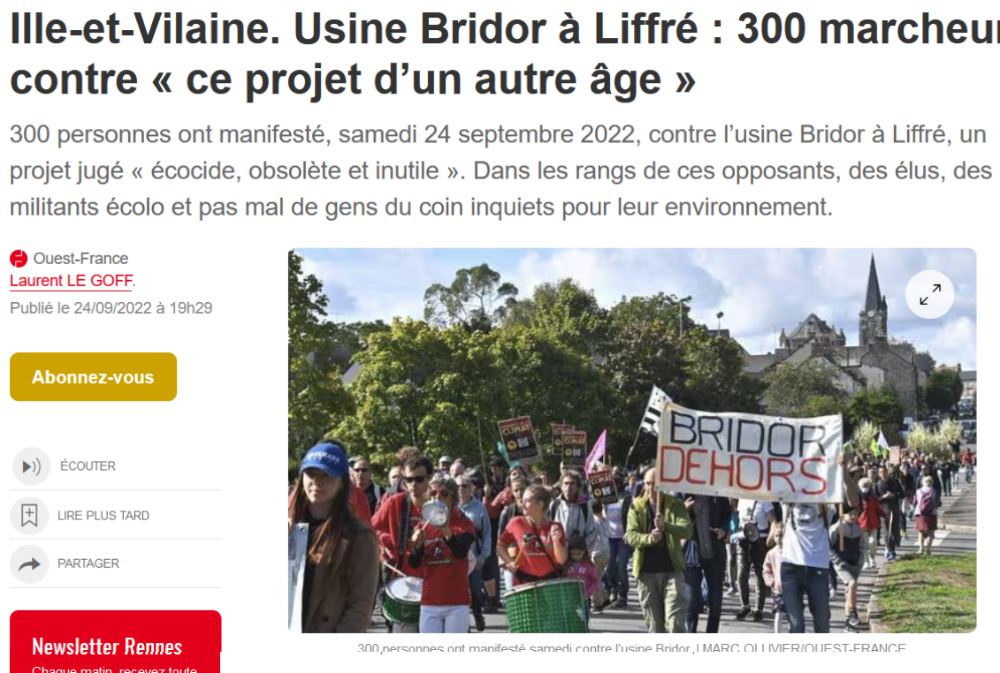 Ille-et-Vilaine. Usine Bridor à Liffré : 300 marcheur
contre « ce projet d’un autre âge »
300 personnes ont manifesté, samedi 24 septembre 2022, contre l’usine Bridor à Liffré, un
projet jugé « écocide, obsolète et inutile ». Dans les rangs de ces opposants, des élus, des
militants écolo et pas mal de gens du coin inquiets pour leur environnement.
Ouest-France
Laurent LE GOFF.
Publié le 24/09/2022 à 19h29
Abonnez-vous
ÉCOUTER
LIRE PLUS TARD
PARTAGER
Newsletter Rennes
Chaque matin, recevez toute
YAMAHA
CLIMAT
CLIMAT
CLIMAT
BRIDOR
DEHORS
300 personnes ont manifesté samedi contre l’usine Bridor. | MARC OLLIVIER/OUEST-FRANCE